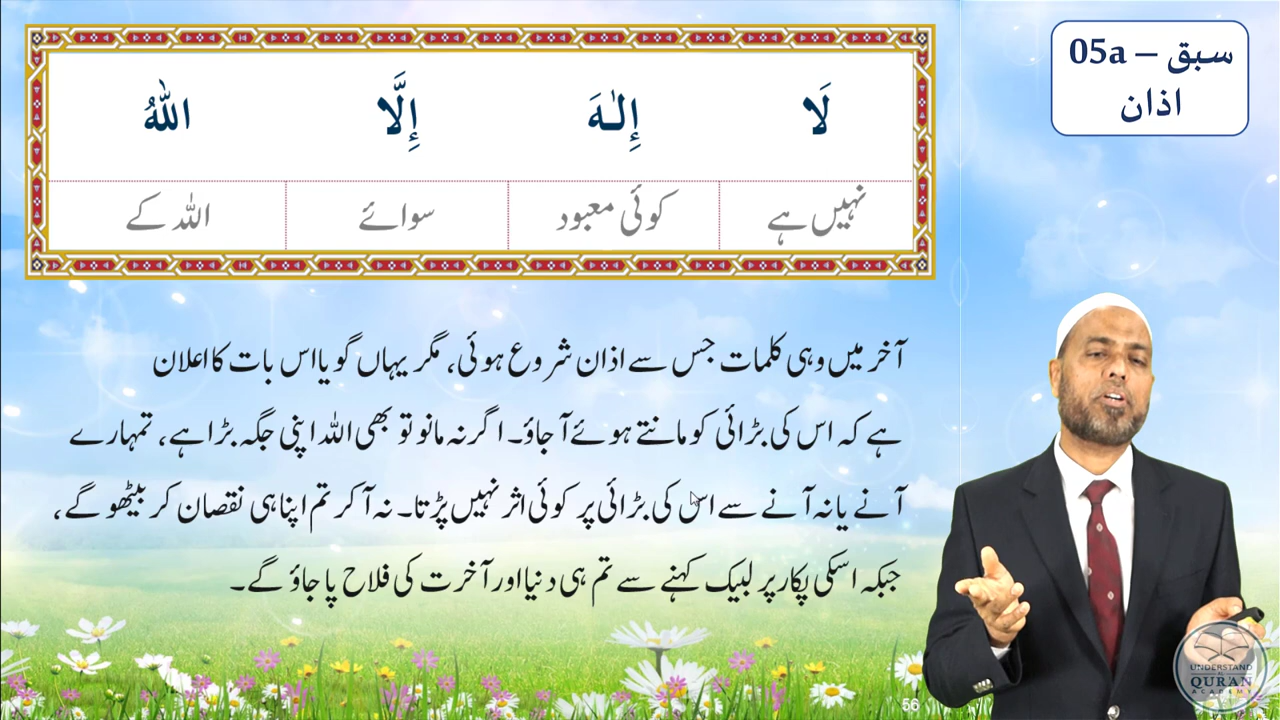 سبق – 05a
اذان
لَا إِلٰـهَ إِلَّا اللّٰهُ
نہیں ہے کوئی معبود سوائے اللہ کے
آخر میں وہی کلمات جس سے اذان شروع ہوئی، مگر یہاں گویا اس بات کا اعلان
ہے کہ اس کی بڑائی کو مانتے ہوئے آ جاؤ۔ اگر نہ مانو تو بھی اللہ اپنی جگہ بڑا ہے، تمہارے
آنے یا نہ آنے سے اس کی بڑائی پر کوئی اثر نہیں پڑتا۔ نہ آ کر تم اپنا ہی نقصان کر بیٹھو گے،
جبکہ اسکی پکار پر لبیک کہنے سے تم ہی دنیا اور آخرت کی فلاح پا جاؤ گے۔
56
UNDERSTAND
QURAN
ACADEMY